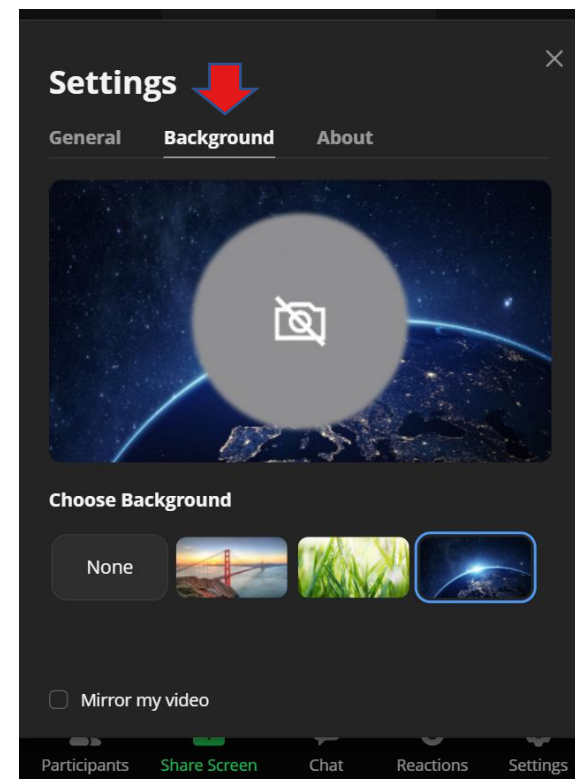 Settings
General Background About
Choose Background
None
Mirror my video
Participants Share Screen Chat Reactions Settings